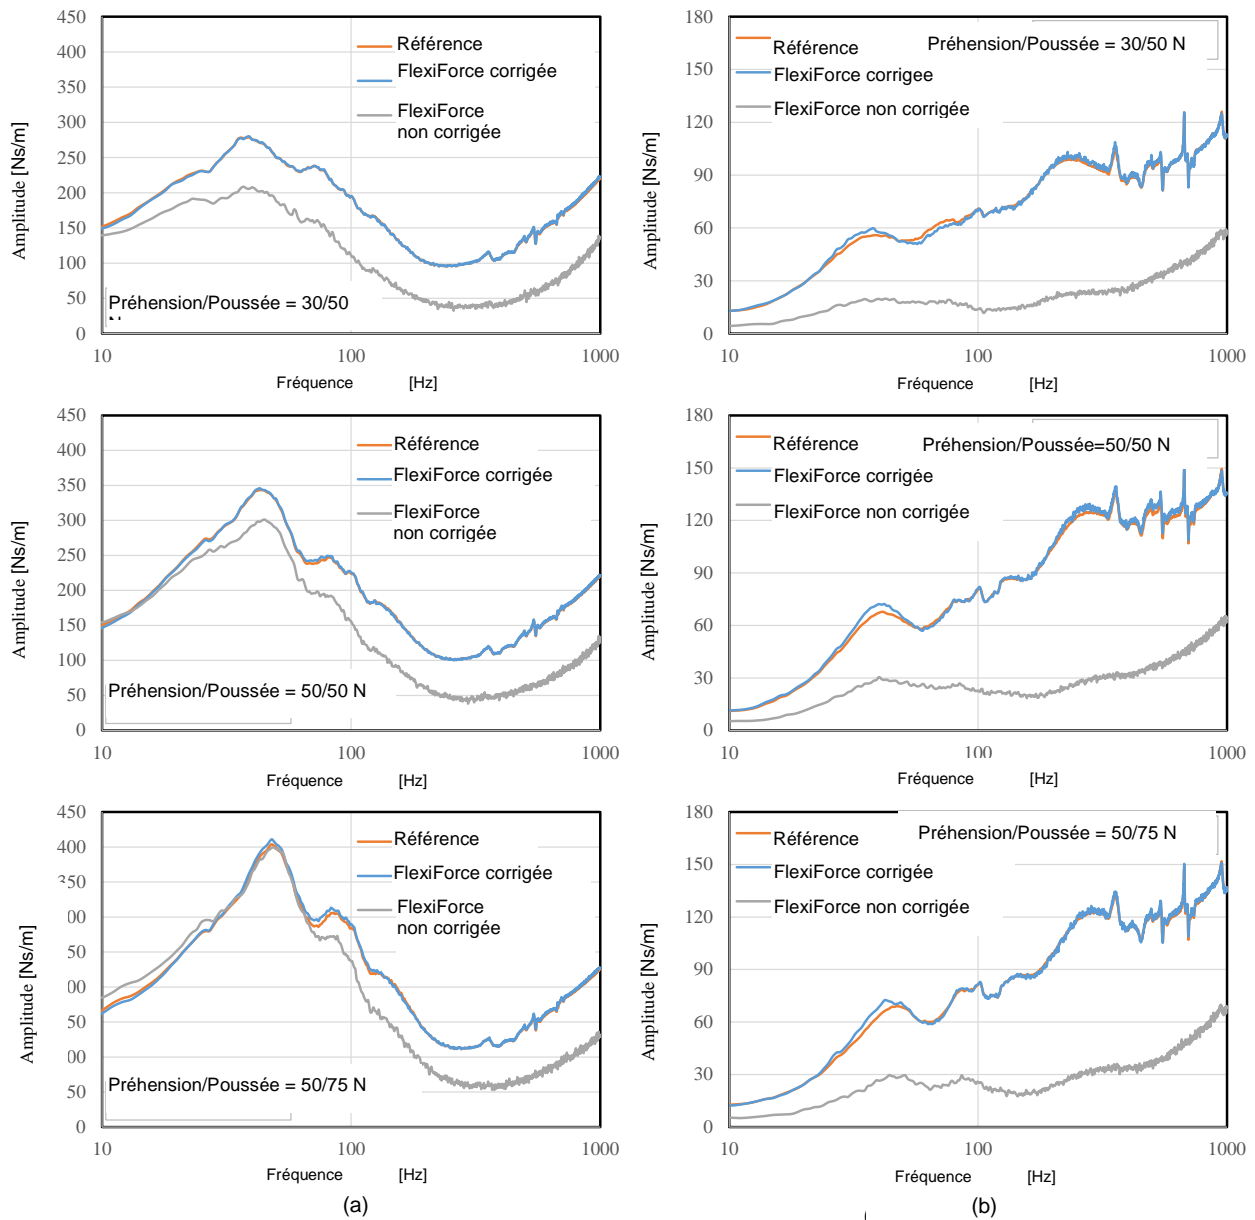 450
400
350
300
250
200
150
100
50
0
Amplitude [Ns/m]
Référence
FlexiForce corrigée
FlexiForce
non corrigée
Préhension/Poussée = 30/50
10
100
1000
Fréquence [Hz]
180
150
120
90
60
30
0
Amplitude [Ns/m]
Référence
FlexiForce corrigee
FlexiForce non corrigée
Préhension/Poussée = 30/50 N
10
100
1000
Fréquence [Hz]
450
400
350
300
250
200
150
100
50
0
Amplitude [Ns/m]
Référence
FlexiForce corrigée
FlexiForce
non corrigée
Préhension/Poussée = 50/50 N
10
100
1000
Fréquence [Hz]
180
150
120
90
60
30
0
Amplitude [Ns/m]
Référence
FlexiForce corrigée
FlexiForce non corrigée
Préhension/Poussée=50/50 N
10
100
1000
Fréquence [Hz]
450
400
350
00
50
00
50
00
50
0
Amplitude [Ns/m]
Référence
FlexiForce corrigée
FlexiForce
non corrigée
Préhension/Poussée = 50/75 N
10
100
1000
Fréquence [Hz]
(a)
180
150
120
90
60
30
0
Amplitude [Ns/m]
Référence
FlexiForce corrigée
FlexiForce non corrigée
Préhension/Poussée = 50/75 N
10
100
1000
Fréquence [Hz]
(b)